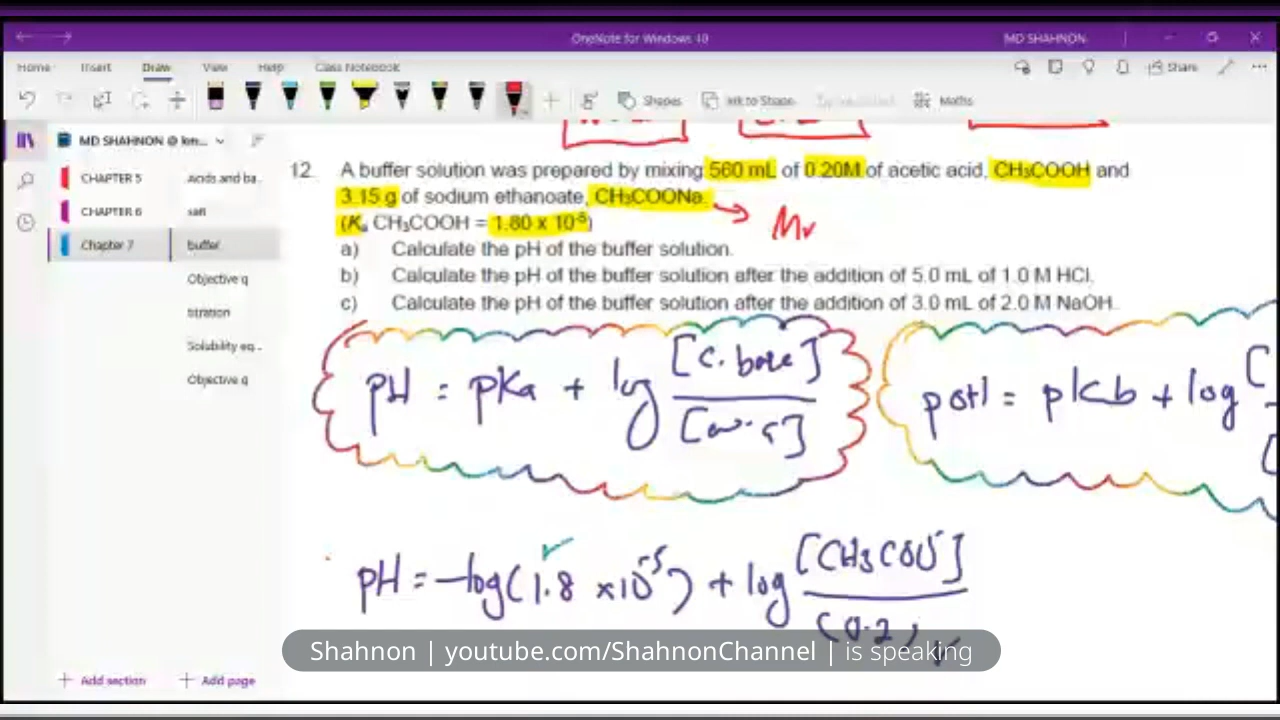 OneNote for Windows 10
MD SHAHNON
Home Insert Draw View Help Class Notebook
Share
Shapes Ink to Shape Maths
MD SHAHNON @ km...
CHAPTER 5
CHAPTER 6
Chapter 7
Acids and ba..
salt
buffer
Objective q
titration
Solubility eq..
Objective q
12. A buffer solution was prepared by mixing 560 mL of 0.20M of acetic acid, CH₃COOH and
3.15 g of sodium ethanoate, CH₃COONa.
(Kₐ CH₃COOH = 1.80 x 10⁻⁵)
Mr
a) Calculate the pH of the buffer solution.
b) Calculate the pH of the buffer solution after the addition of 5.0 mL of 1.0 M HCl.
c) Calculate the pH of the buffer solution after the addition of 3.0 mL of 2.0 M NaOH.
pH = pKa + log [c. base]
pOH = pKb + log [
[
pH = -log(1.8 x10⁻⁵) + log [CH3COO⁻]
(0.2)
Shahnon | youtube.com/ShahnonChannel | is speaking
+ Add section + Add page